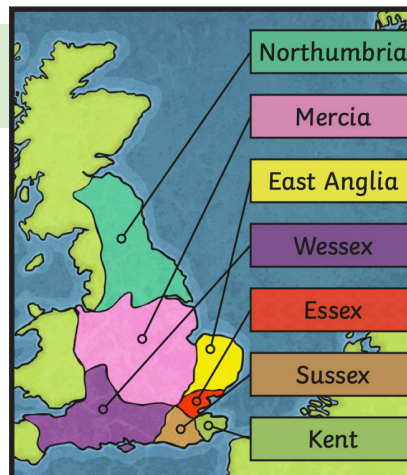 Northumbria
Mercia
East Anglia
Wessex
Essex
Sussex
Kent